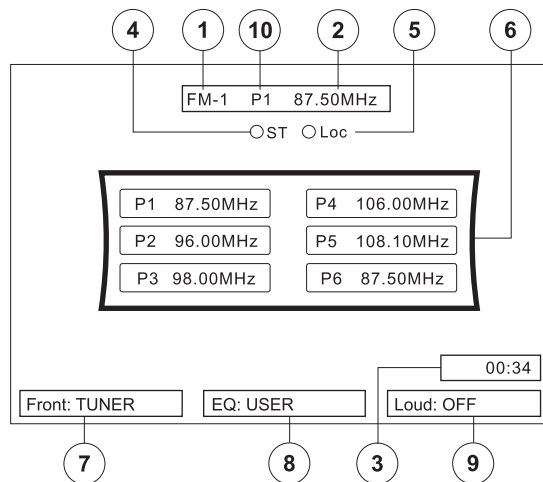 4 1 10 2 5 6
FM-1 P1 87.50MHz
ST Loc
P1 87.50MHz P4 106.00MHz
P2 96.00MHz P5 108.10MHz
P3 98.00MHz P6 87.50MHz
00:34
Front: TUNER EQ: USER Loud: OFF
7 8 3 9